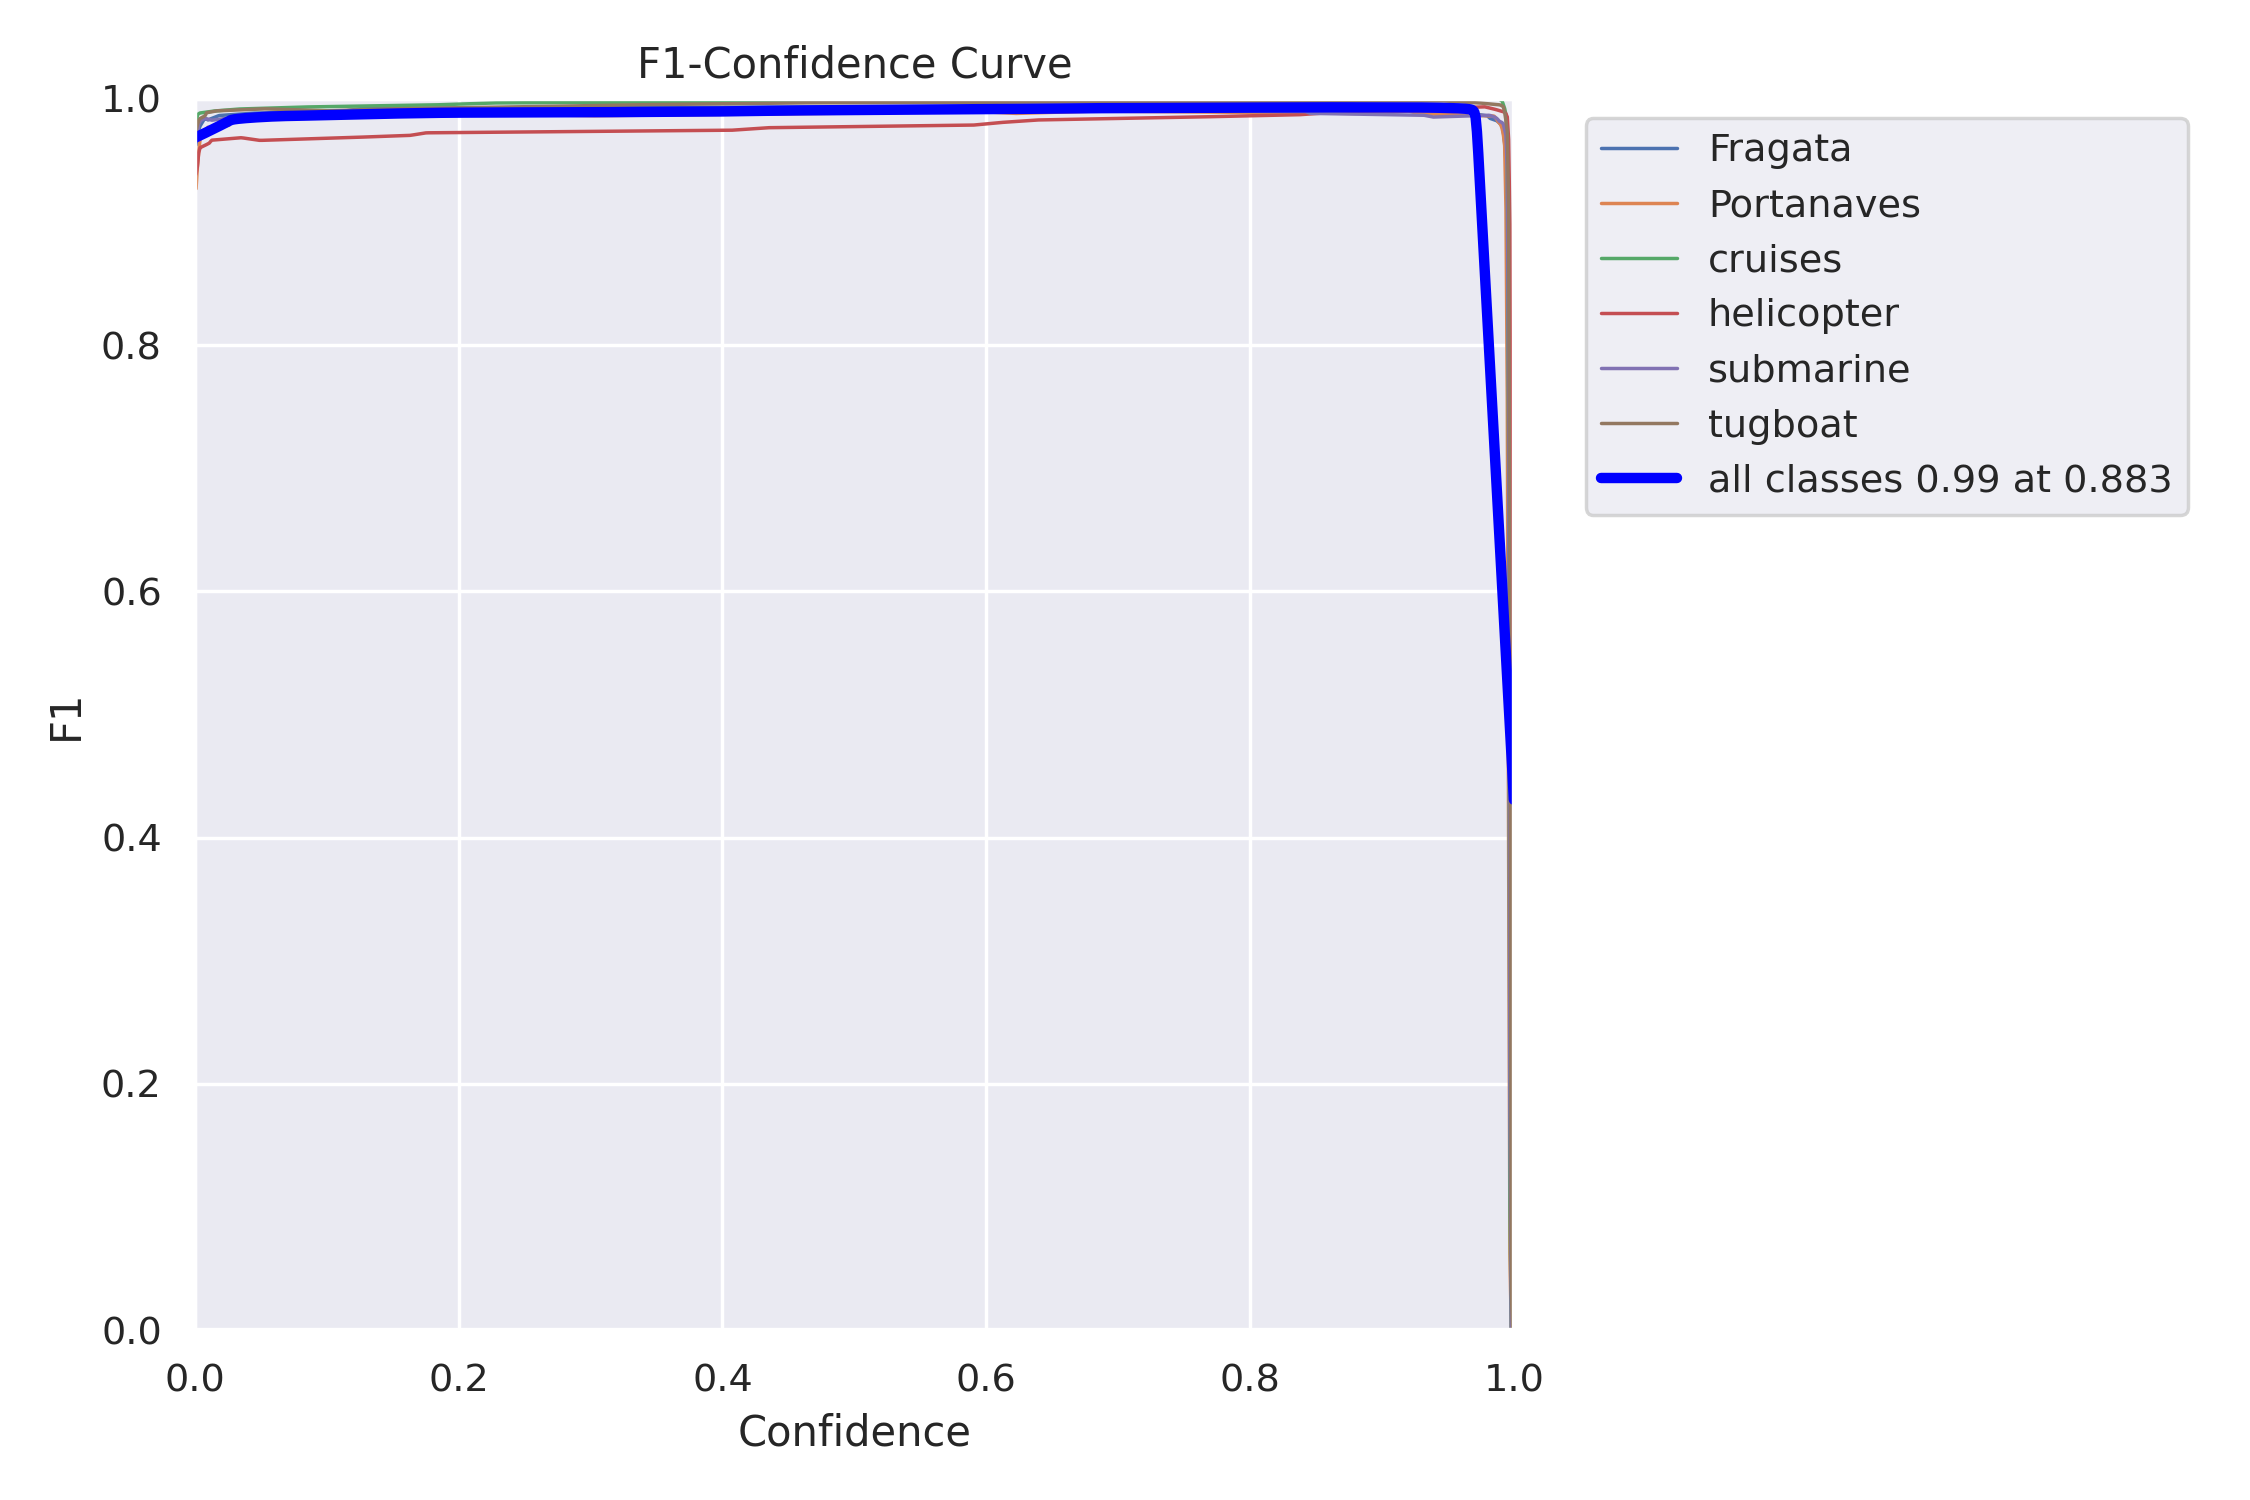 F1-Confidence Curve
1.0
0.8
0.6
0.4
0.2
0.0
F1
0.0 0.2 0.4 0.6 0.8 1.0
Confidence
Fragata
Portanaves
cruises
helicopter
submarine
tugboat
all classes 0.99 at 0.883